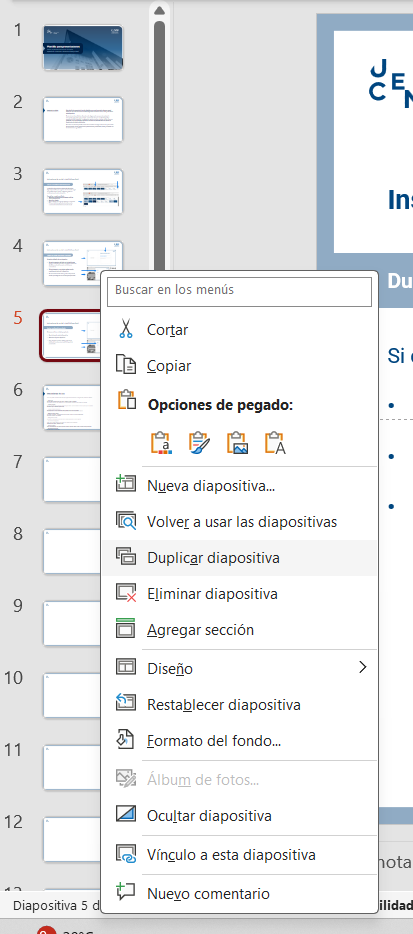 1
2
3
4
5
6
7
8
9
10
11
12
J
C E
N
Ins
Du
Si
Buscar en los menús
Cortar
Copiar
Opciones de pegado:
Nueva diapositiva...
Volver a usar las diapositivas
Duplicar diapositiva
Eliminar diapositiva
Agregar sección
Diseño
Restablecer diapositiva
Formato del fondo...
Álbum de fotos...
Ocultar diapositiva
Vínculo a esta diapositiva
Nuevo comentario
nota
Diapositiva 5 d
ilidad